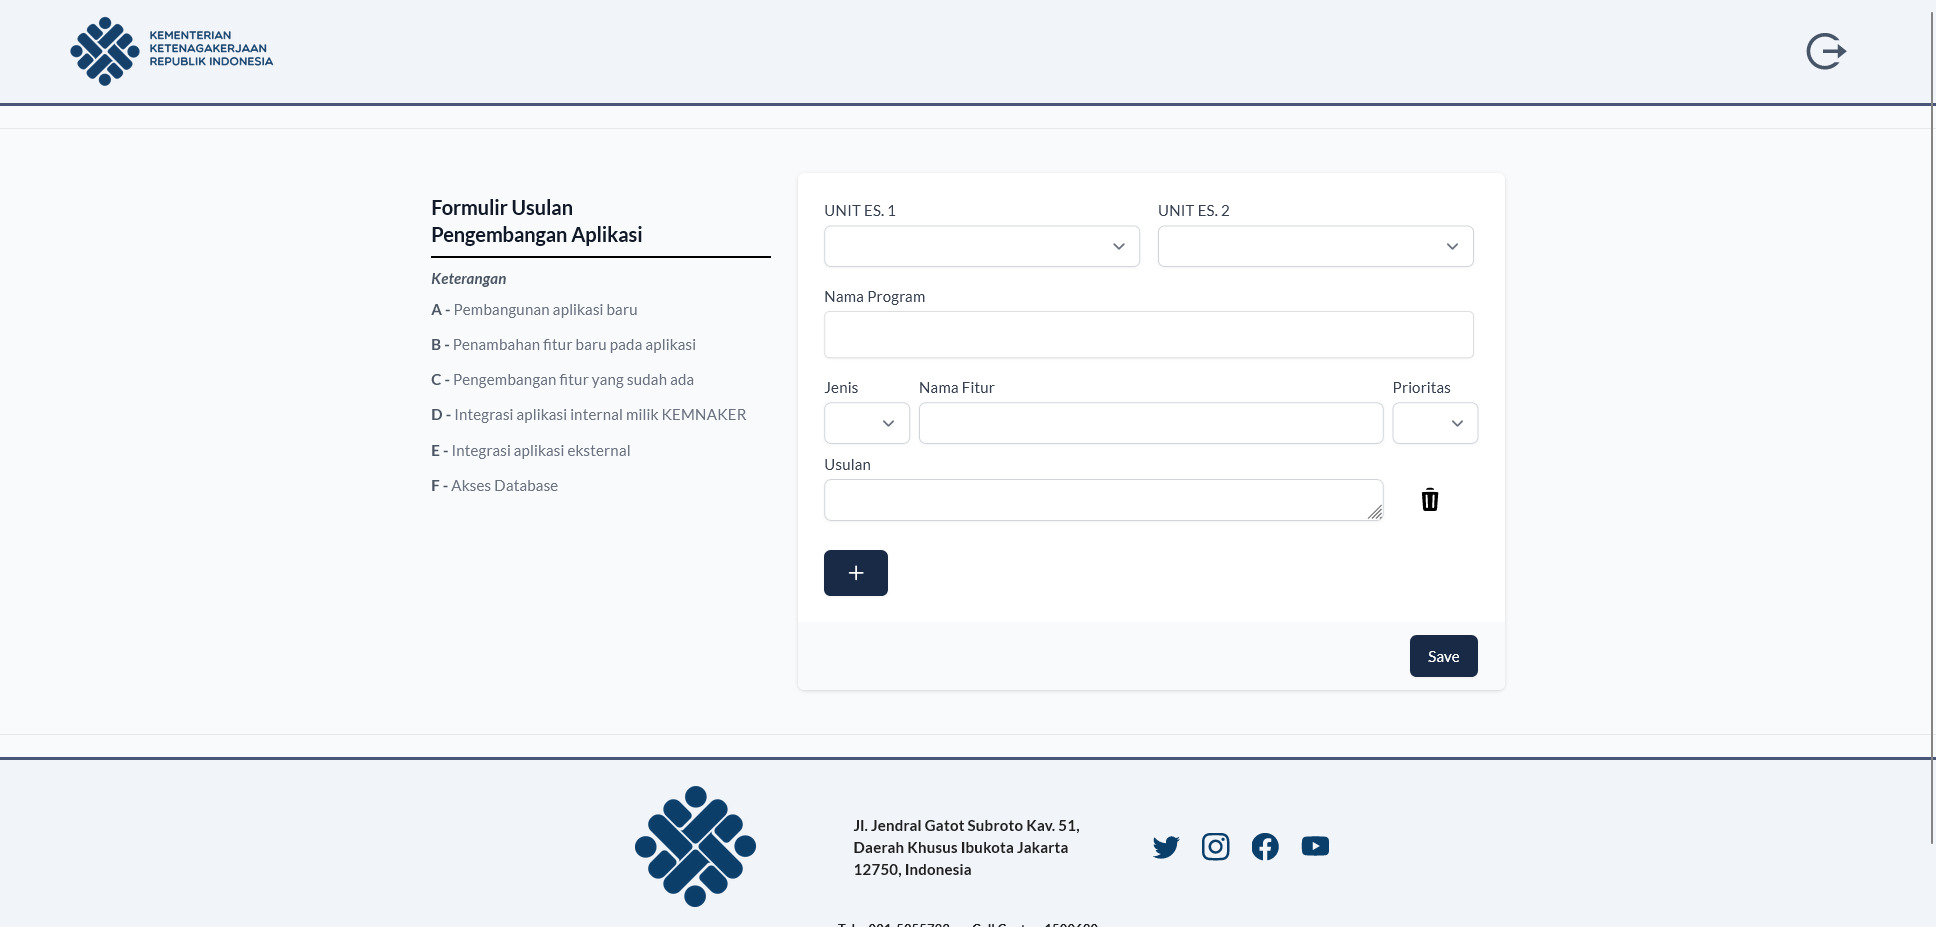 KEMENTERIAN
KETENAGAKERJAAN
REPUBLIK INDONESIA
Formulir Usulan
Pengembangan Aplikasi
Keterangan
A - Pembangunan aplikasi baru
B - Penambahan fitur baru pada aplikasi
C - Pengembangan fitur yang sudah ada
D - Integrasi aplikasi internal milik KEMNAKER
E - Integrasi aplikasi eksternal
F - Akses Database
UNIT ES. 1
UNIT ES. 2
Nama Program
Jenis
Nama Fitur
Prioritas
Usulan
+
Save
Jl. Jendral Gatot Subroto Kav. 51,
Daerah Khusus Ibukota Jakarta
12750, Indonesia